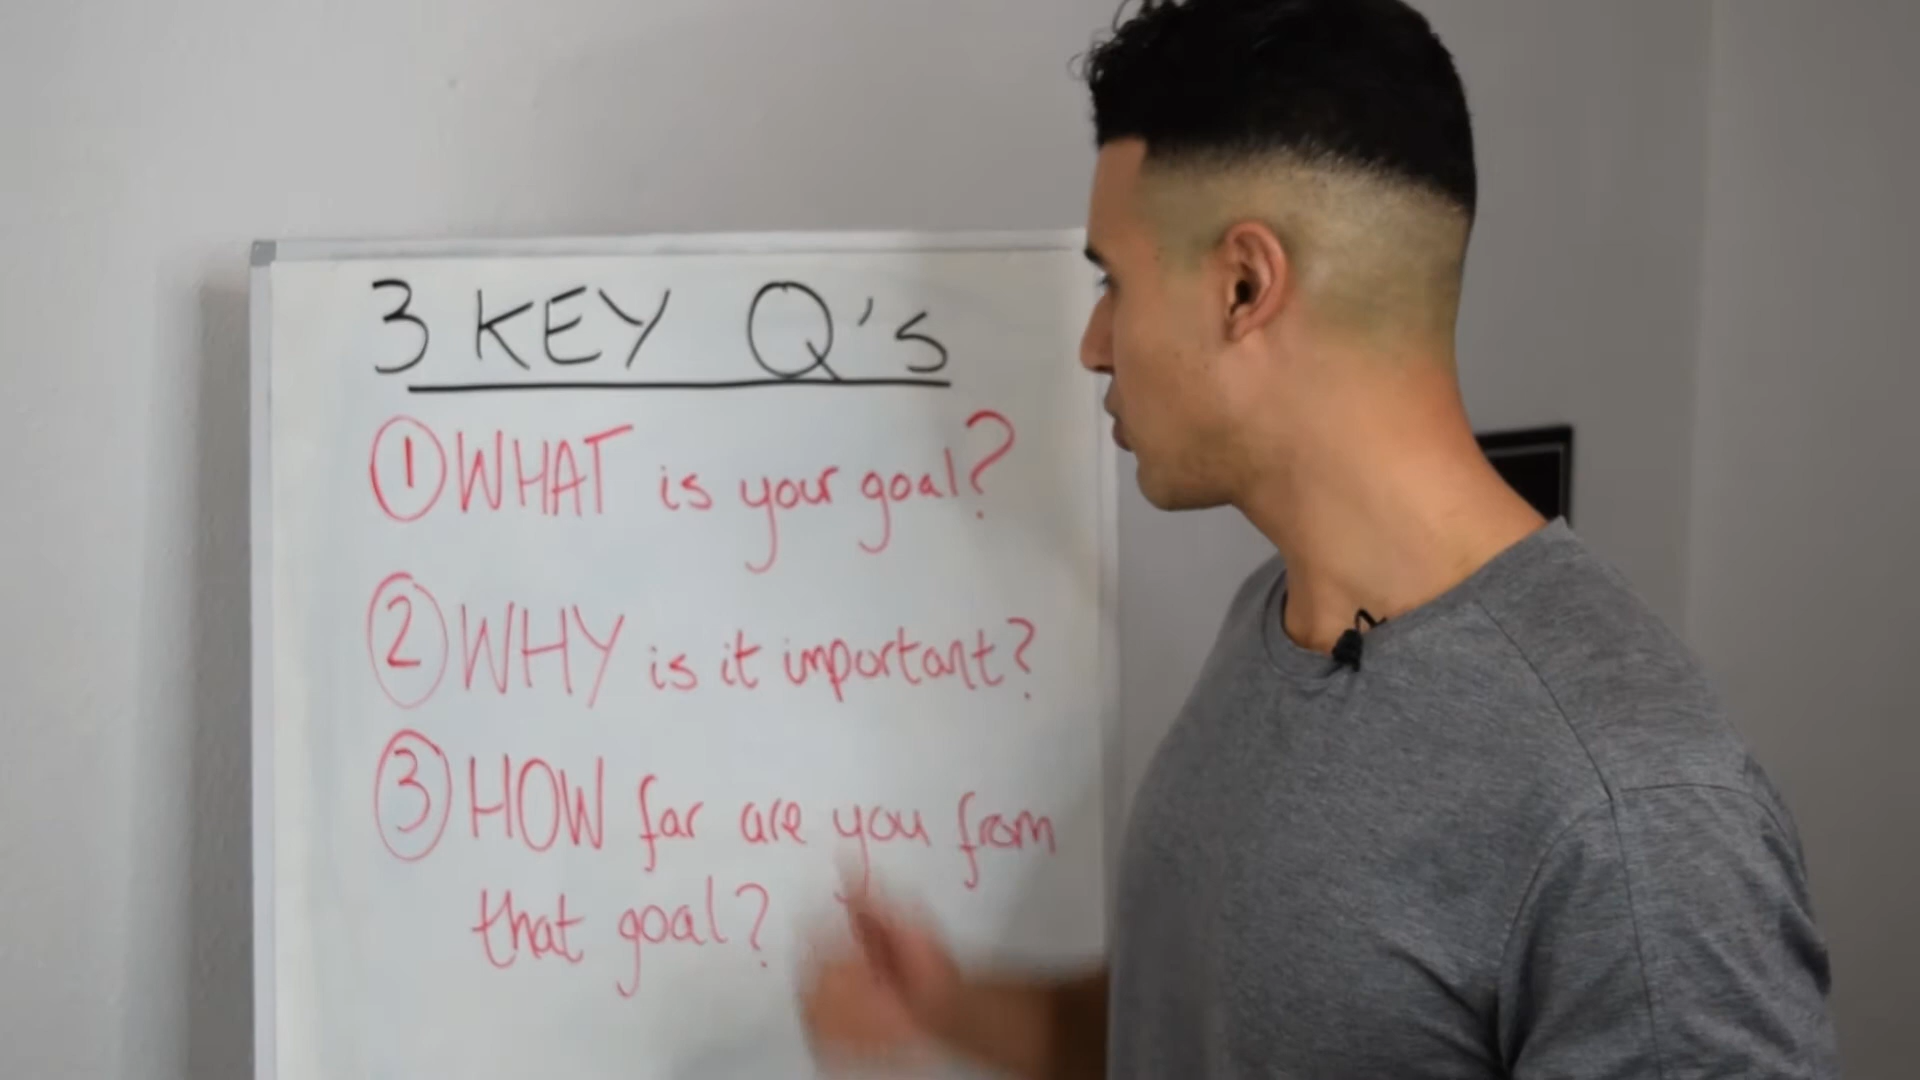 3 KEY Q's
1 WHAT is your goal?
2 WHY is it important?
3 HOW far are you from
that goal?